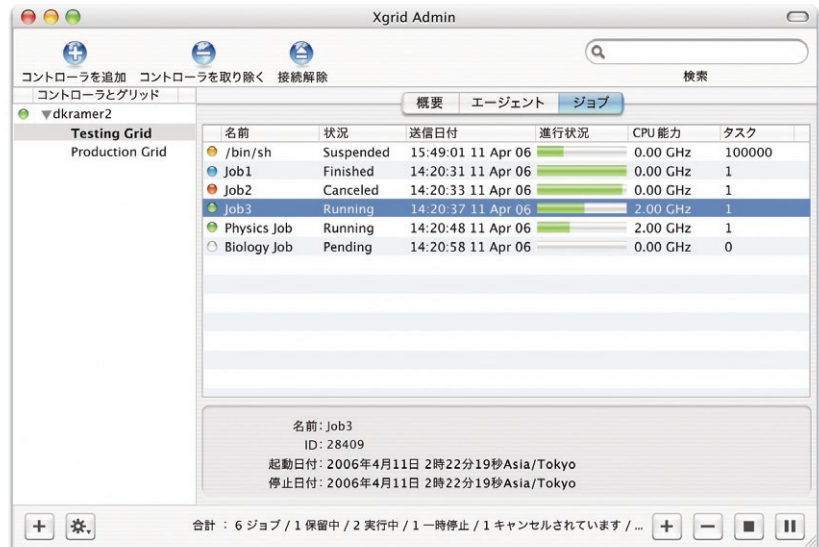 Xgrid Admin
コントローラを追加 コントローラを取り除く 接続解除 検索
コントローラとグリッド
dkramer2
Testing Grid
Production Grid
概要 エージェント ジョブ
名前 状況 送信日付 進行状況 CPU能力 タスク
/bin/sh Suspended 15:49:01 11 Apr 06 0.00 GHz 100000
Job1 Finished 14:20:31 11 Apr 06 0.00 GHz 1
Job2 Canceled 14:20:33 11 Apr 06 0.00 GHz 1
Job3 Running 14:20:37 11 Apr 06 2.00 GHz 1
Physics Job Running 14:20:48 11 Apr 06 2.00 GHz 1
Biology Job Pending 14:20:58 11 Apr 06 0.00 GHz 0
名前: Job3
ID: 28409
起動日付: 2006年4月11日 2時22分19秒Asia/Tokyo
停止日付: 2006年4月11日 2時22分19秒Asia/Tokyo
合計 : 6 ジョブ / 1 保留中 / 2 実行中 / 1 一時停止 / 1 キャンセルされています / ...